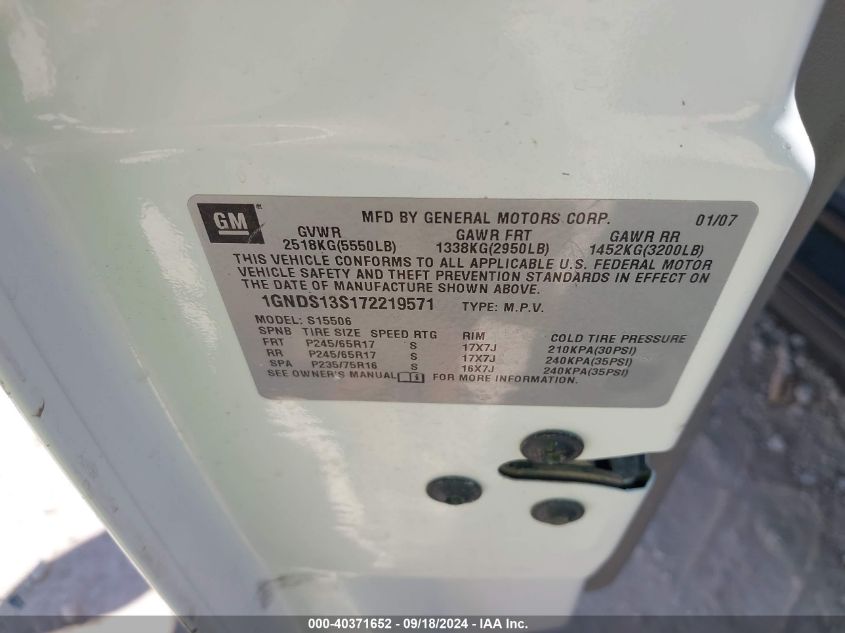 GM
MFD BY GENERAL MOTORS CORP. 01/07
GVWR GAWR FRT GAWR RR
2518KG(5550LB) 1338KG(2950LB) 1452KG(3200LB)
THIS VEHICLE CONFORMS TO ALL APPLICABLE U.S. FEDERAL MOTOR
VEHICLE SAFETY AND THEFT PREVENTION STANDARDS IN EFFECT ON
THE DATE OF MANUFACTURE SHOWN ABOVE.
1GNDS13S172219571 TYPE: M.P.V.
MODEL: S15506
SPNB TIRE SIZE SPEED RTG RIM COLD TIRE PRESSURE
FRT P245/65R17 S 17X7J 210KPA(30PSI)
RR P245/65R17 S 17X7J 240KPA(35PSI)
SPA P235/75R16 S 16X7J 240KPA(35PSI)
SEE OWNER'S MANUAL i FOR MORE INFORMATION.
000-40371652 - 09/18/2024 - IAA Inc.